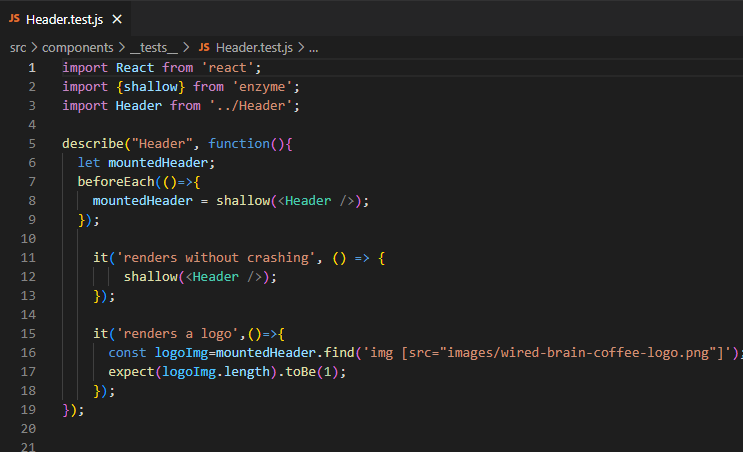 JS Header.test.js ×
src > components > __tests__ > JS Header.test.js > ...
1 import React from 'react';
2 import {shallow} from 'enzyme';
3 import Header from '../Header';
4
5 describe("Header", function(){
6 let mountedHeader;
7 beforeEach(()=>{
8 mountedHeader = shallow(<Header />);
9 });
10
11 it('renders without crashing', () => {
12 shallow(<Header />);
13 });
14
15 it('renders a logo',()=>{
16 const logoImg=mountedHeader.find('img [src="images/wired-brain-coffee-logo.png"]');
17 expect(logoImg.length).toBe(1);
18 });
19 });
20
21